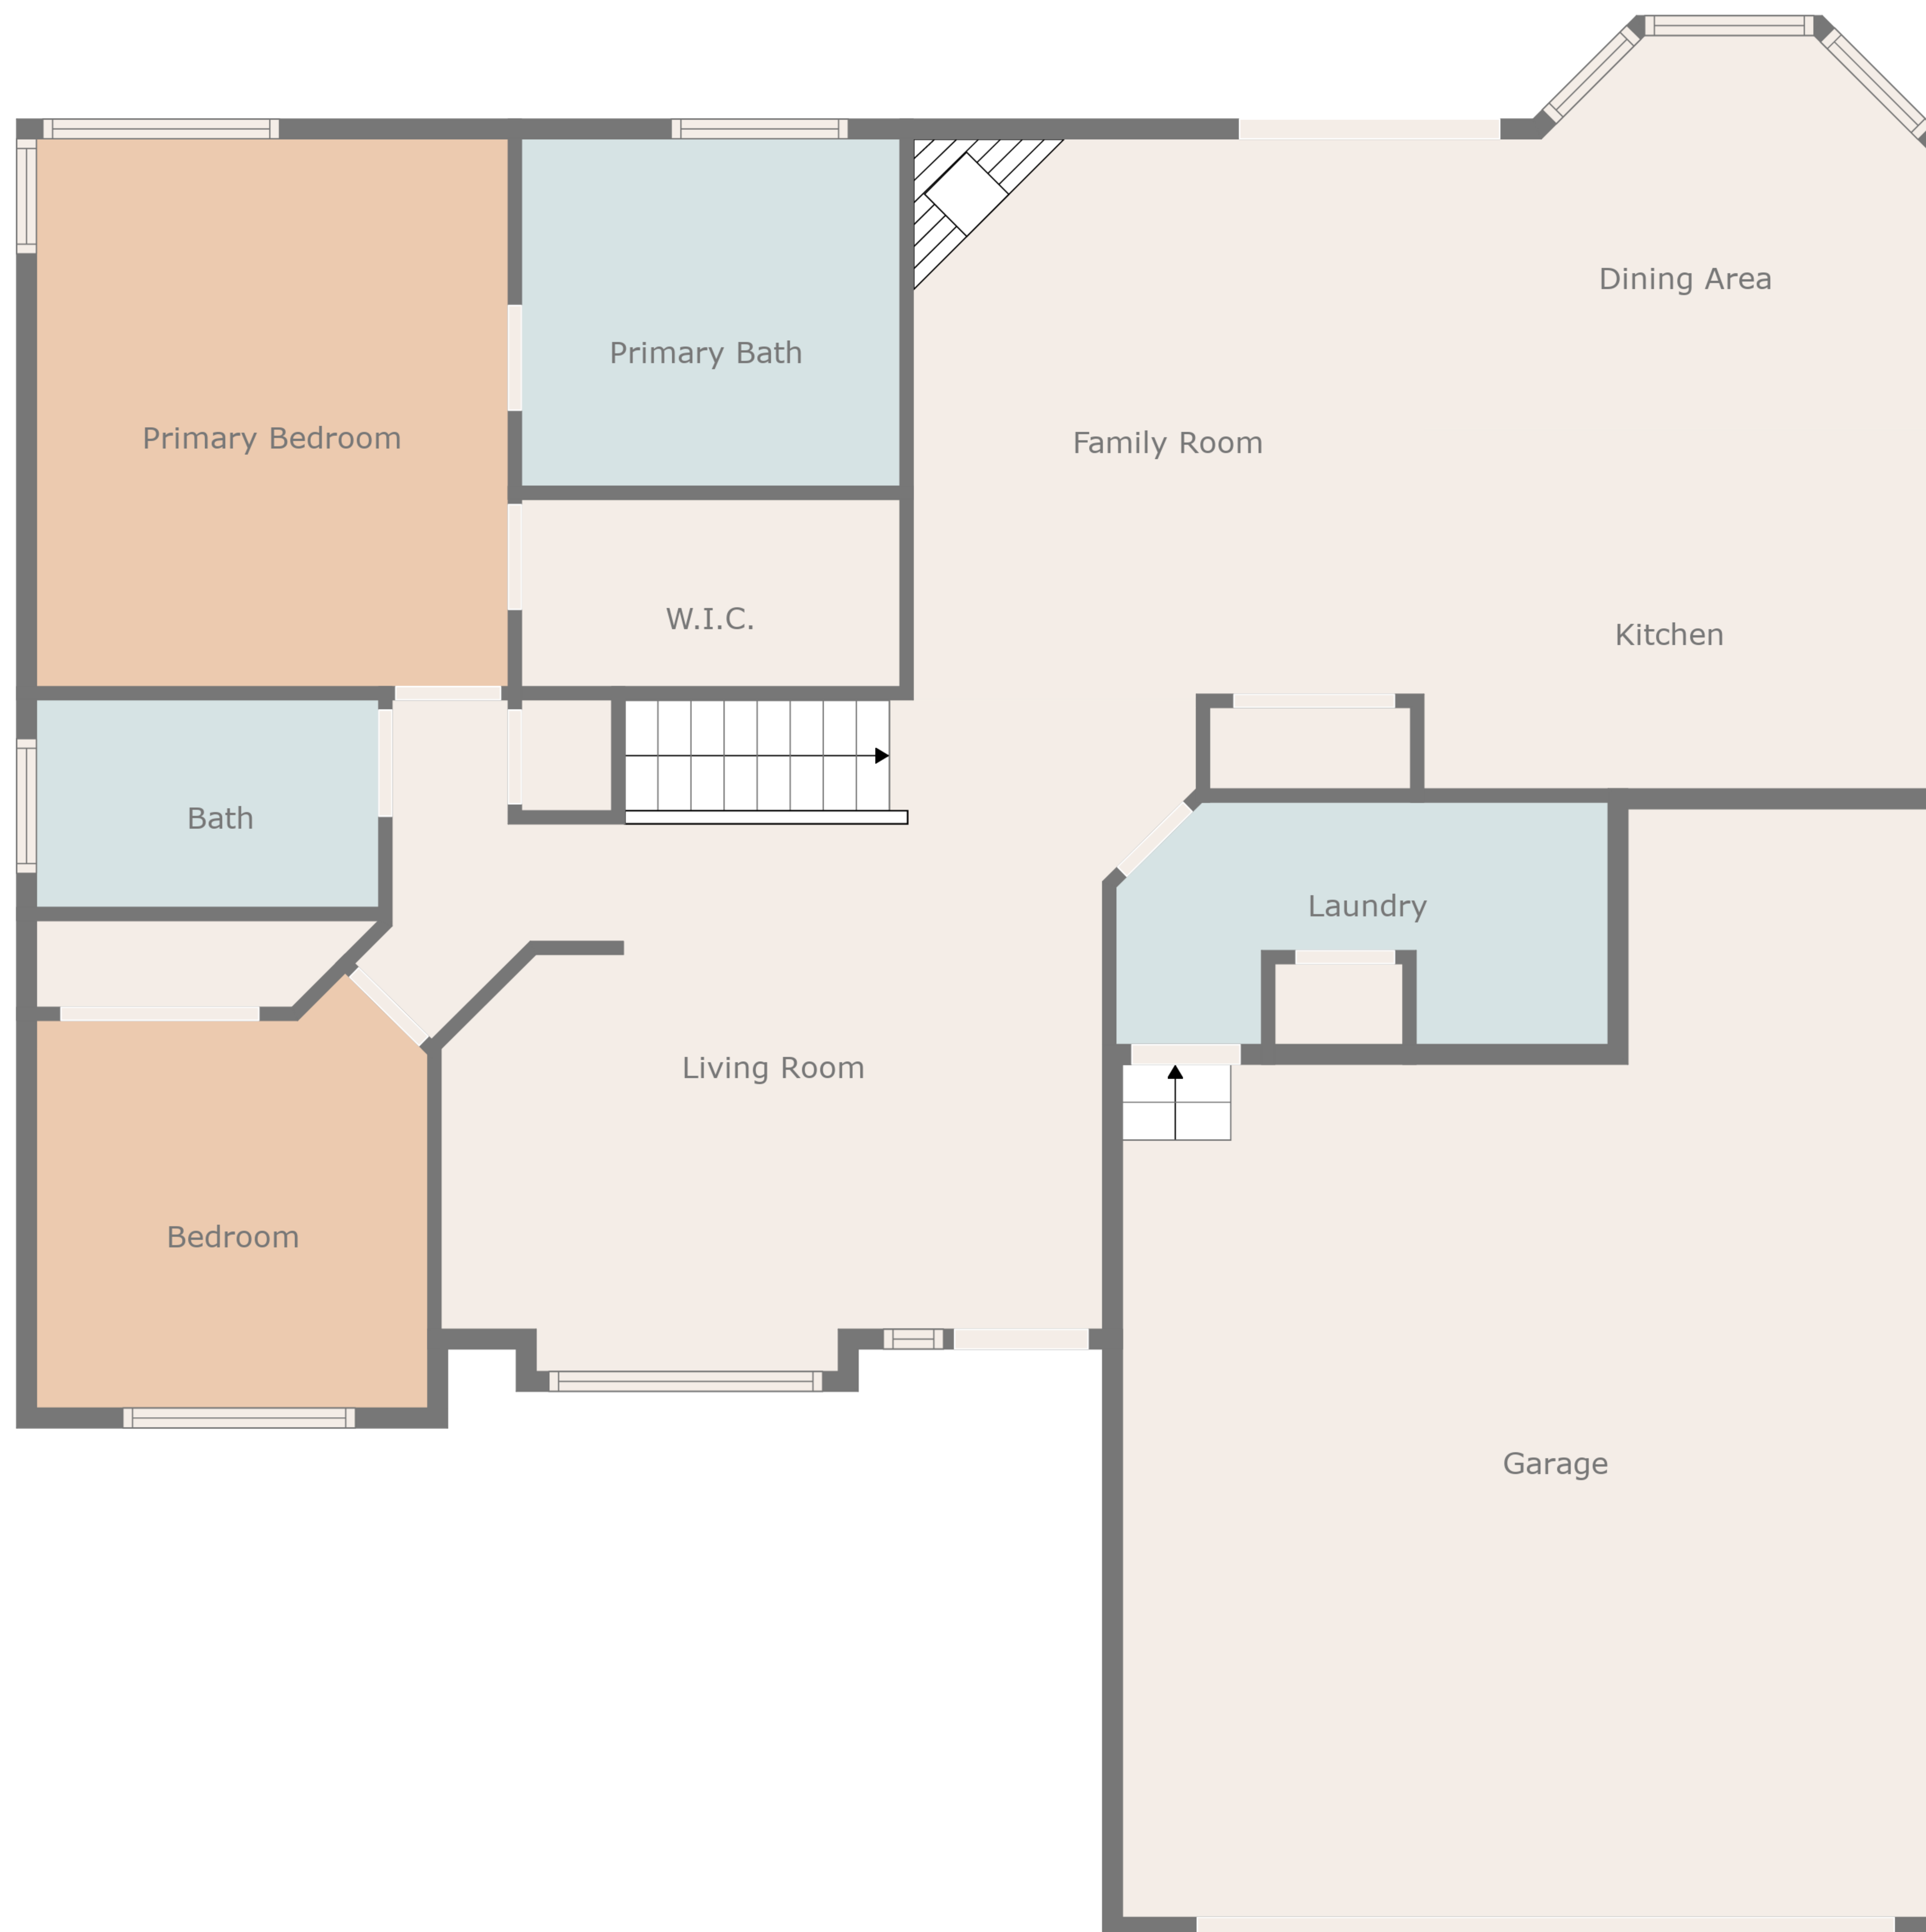 Dining Area
Primary Bath
Primary Bedroom
Family Room
W.I.C.
Kitchen
Bath
Laundry
Living Room
Bedroom
Garage